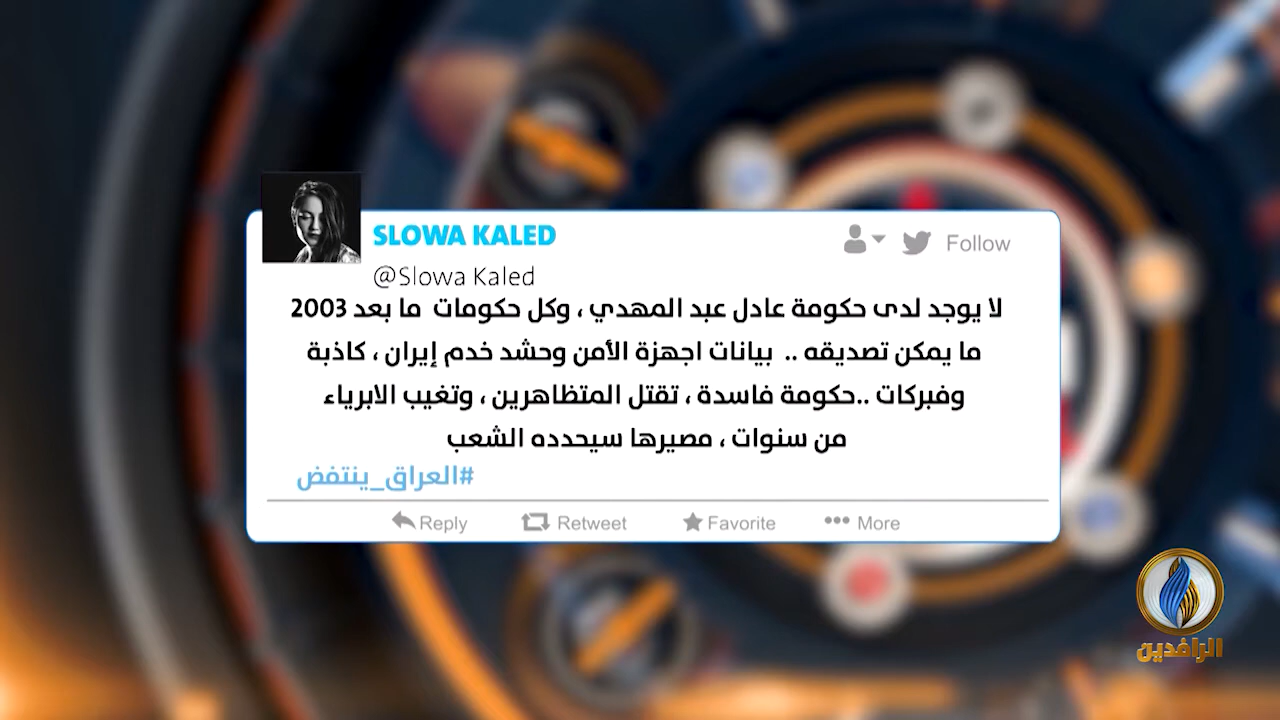 SLOWA KALED
Follow
@Slowa Kaled
لا يوجد لدى حكومة عادل عبد المهدي ، وكل حكومات ما بعد 2003
ما يمكن تصديقه .. بيانات اجهزة الأمن وحشد خدم إيران ، كاذبة
وفبركات ..حكومة فاسدة ، تقتل المتظاهرين ، وتغيب الابرياء
من سنوات ، مصيرها سيحدده الشعب
#العراق_ينتفض
Reply Retweet Favorite More
الرافدين